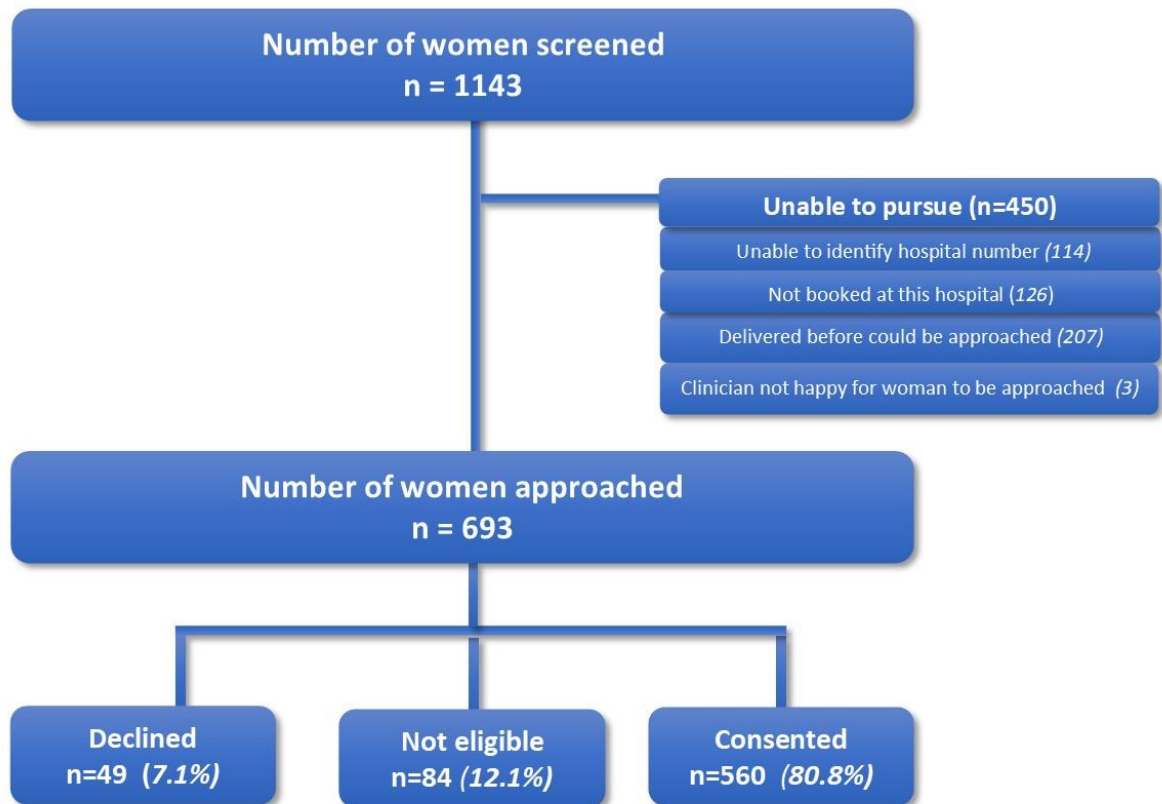 Number of women screened
n = 1143
Unable to pursue (n=450)
Unable to identify hospital number (114)
Not booked at this hospital (126)
Delivered before could be approached (207)
Clinician not happy for woman to be approached (3)
Number of women approached
n = 693
Declined
n=49 (7.1%)
Not eligible
n=84 (12.1%)
Consented
n=560 (80.8%)